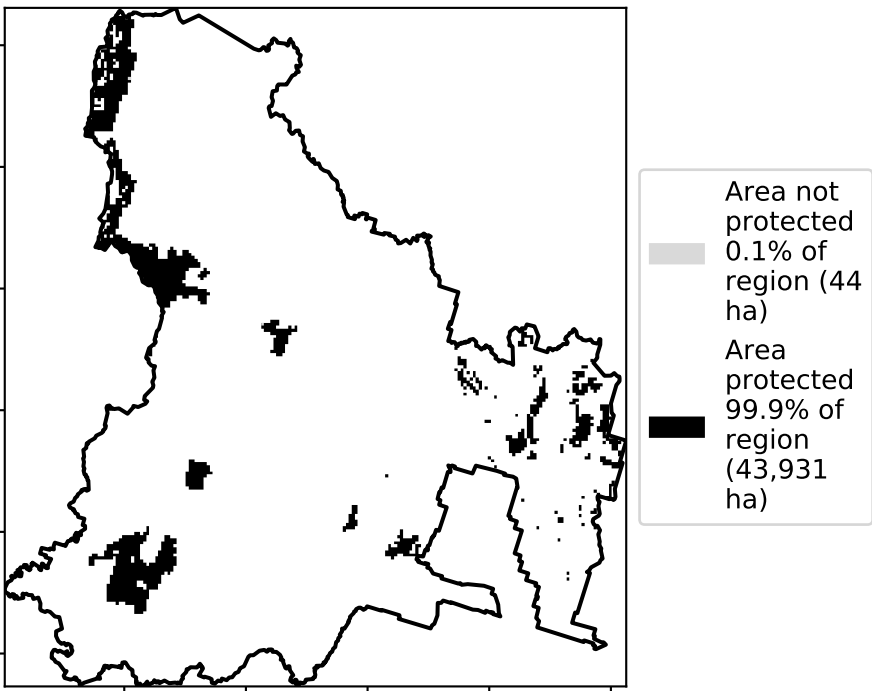 Area not
protected
0.1% of
region (44
ha)
Area
protected
99.9% of
region
(43,931
ha)